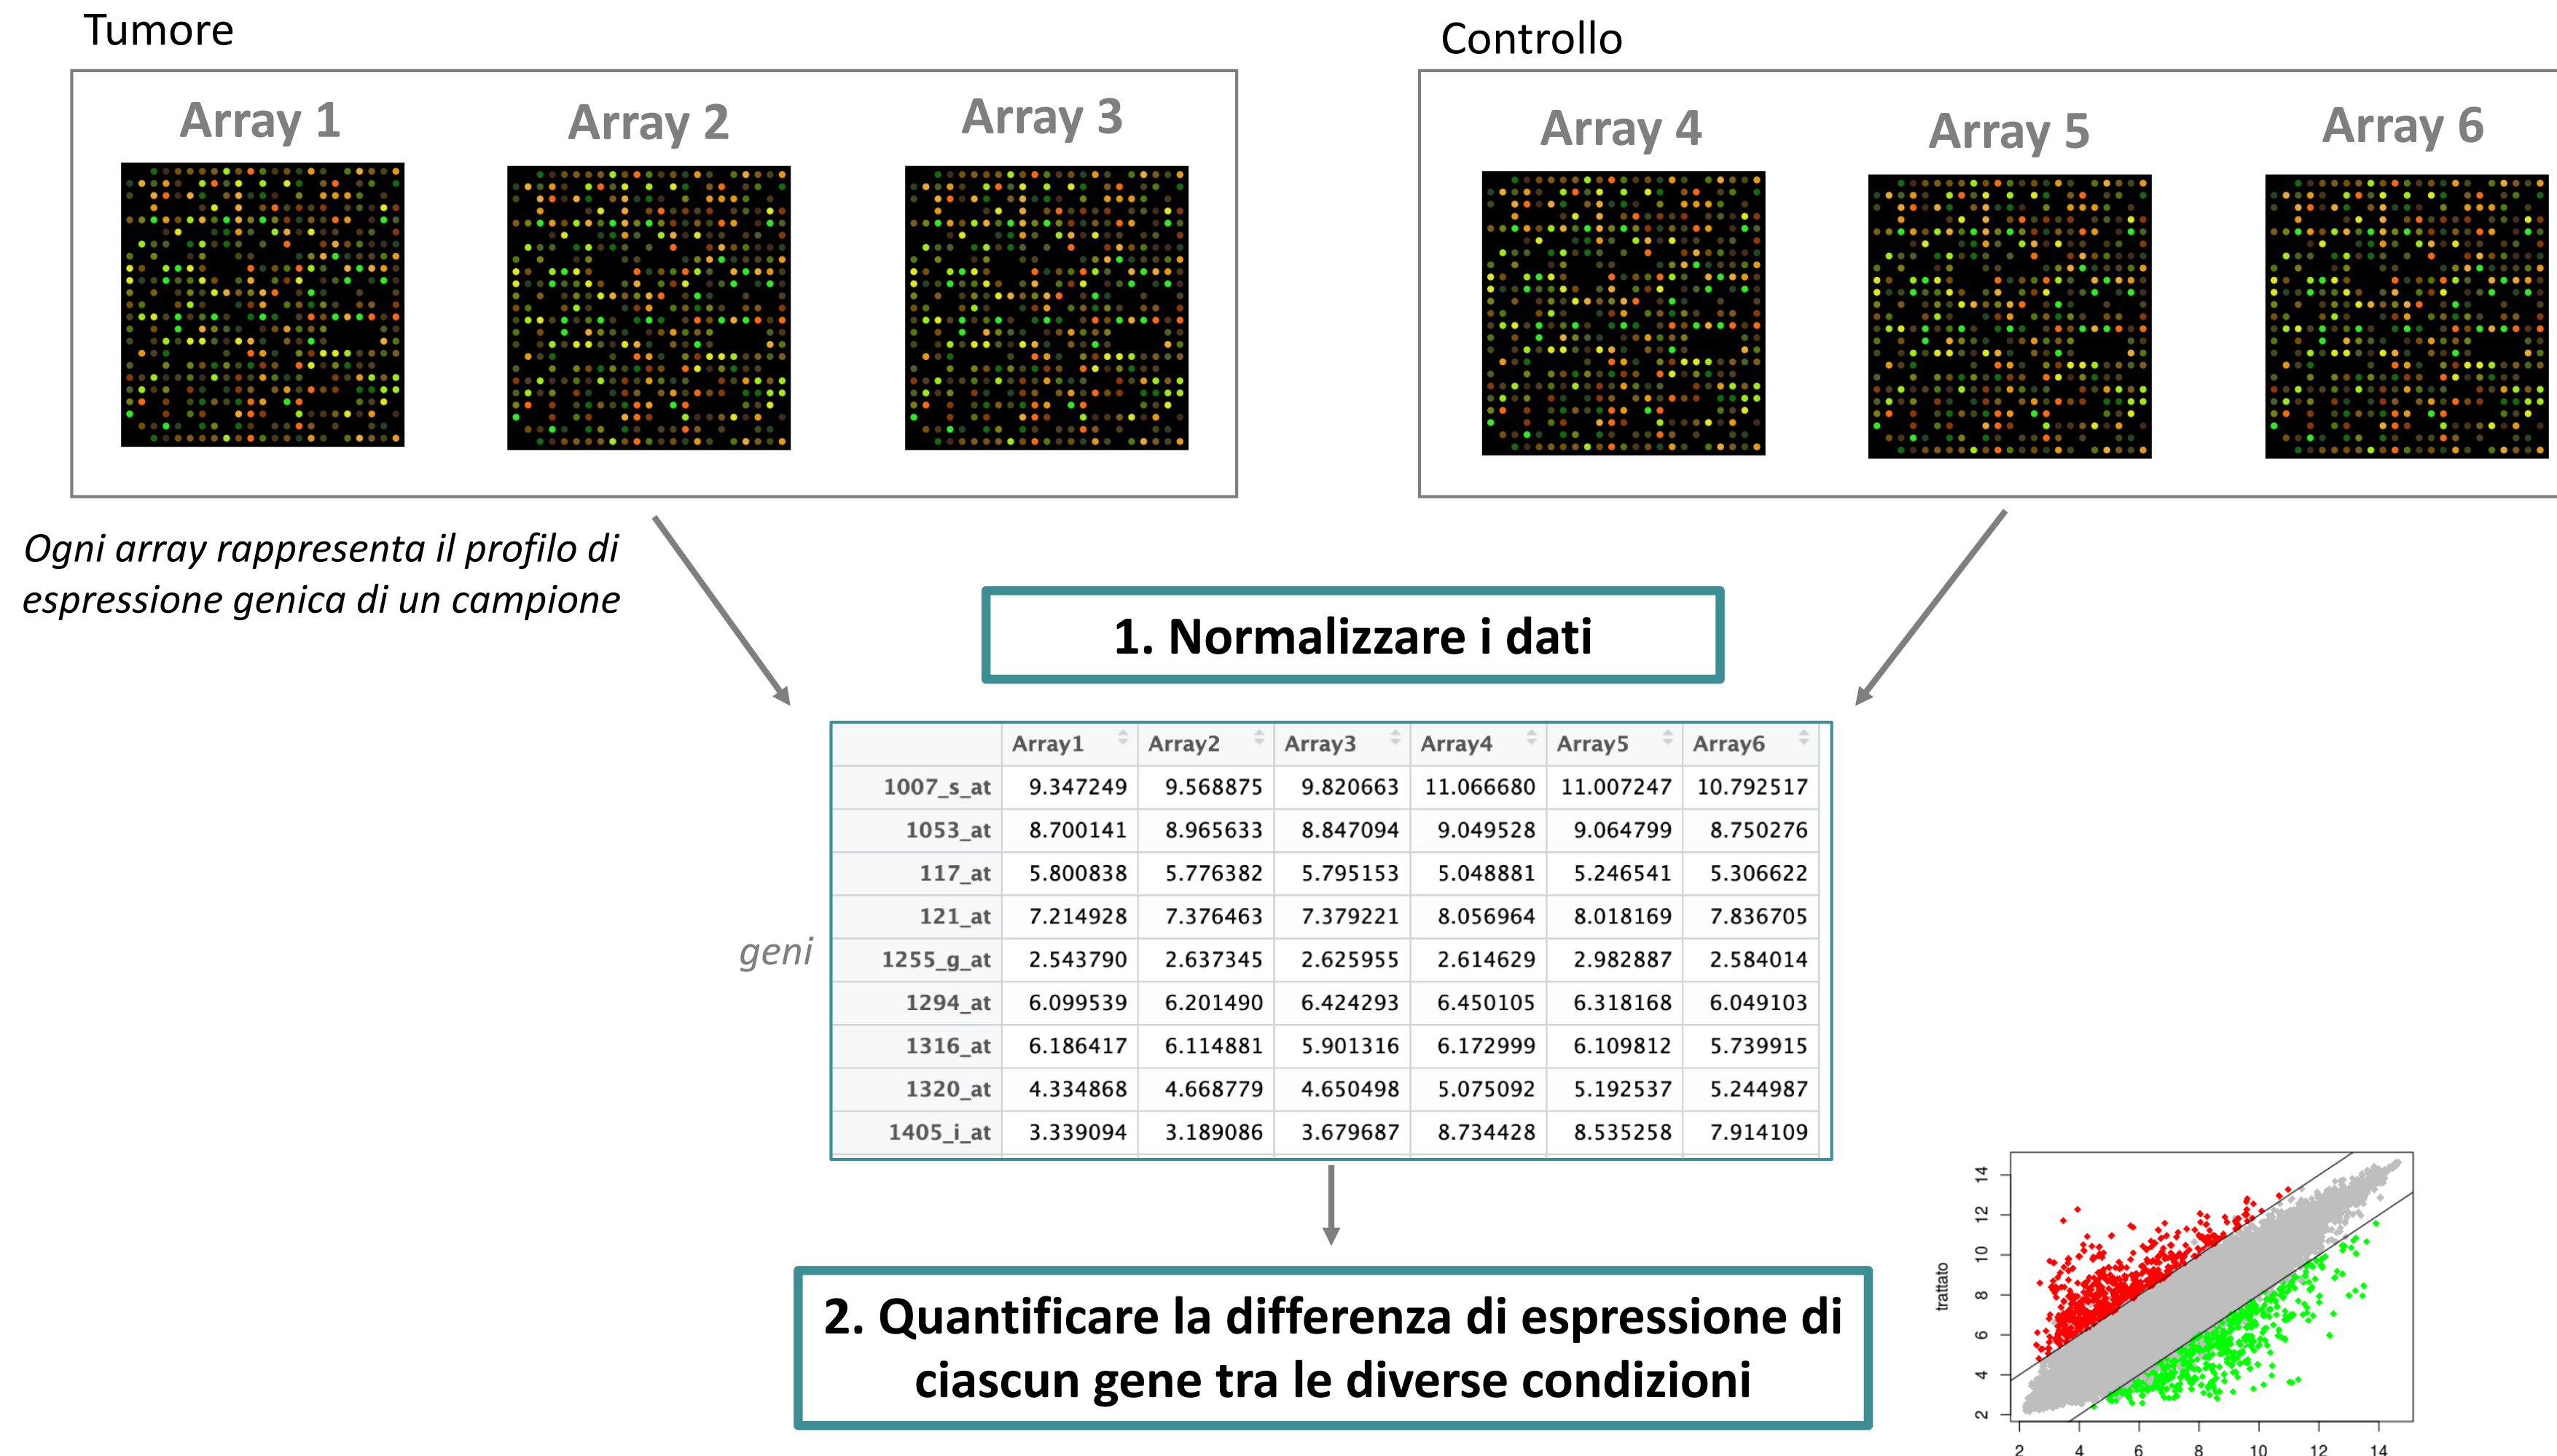 Tumore
Controllo
Array 1
Array 2
Array 3
Array 4
Array 5
Array 6
Ogni array rappresenta il profilo di
espressione genica di un campione
1. Normalizzare i dati
Array1 Array2 Array3 Array4 Array5 Array6
1007_s_at 9.347249 9.568875 9.820663 11.066680 11.007247 10.792517
1053_at 8.700141 8.965633 8.847094 9.049528 9.064799 8.750276
117_at 5.800838 5.776382 5.795153 5.048881 5.246541 5.306622
121_at 7.214928 7.376463 7.379221 8.056964 8.018169 7.836705
geni
1255_g_at 2.543790 2.637345 2.625955 2.614629 2.982887 2.584014
1294_at 6.099539 6.201490 6.424293 6.450105 6.318168 6.049103
1316_at 6.186417 6.114881 5.901316 6.172999 6.109812 5.739915
1320_at 4.334868 4.668779 4.650498 5.075092 5.192537 5.244987
1405_i_at 3.339094 3.189086 3.679687 8.734428 8.535258 7.914109
2. Quantificare la differenza di espressione di
ciascun gene tra le diverse condizioni
trattato
14
12
10
8
6
4
2
2 4 6 8 10 12 14